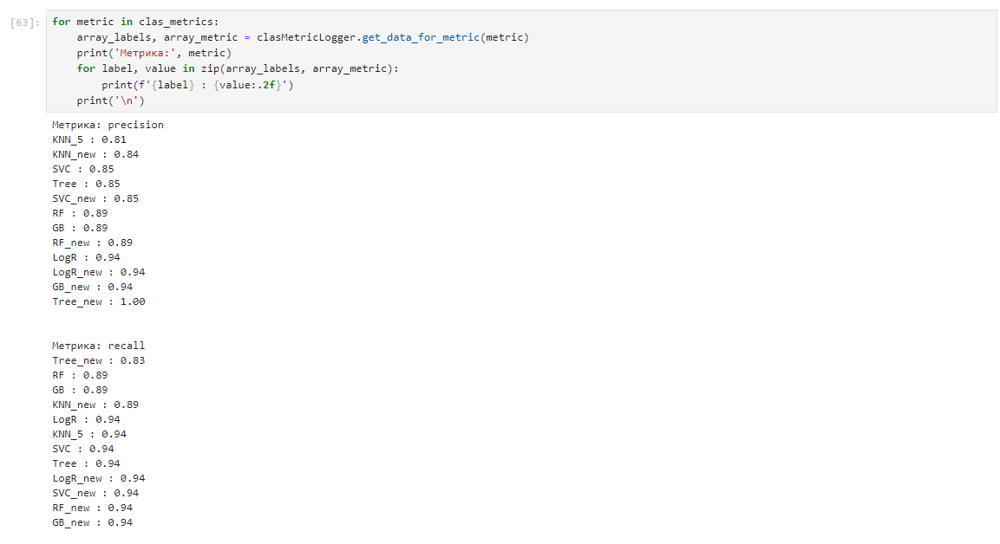 [63]:
for metric in clas_metrics:
    array_labels, array_metric = clasMetricLogger.get_data_for_metric(metric)
    print('Метрика:', metric)
    for label, value in zip(array_labels, array_metric):
        print(f'{label} : {value:.2f}')
    print('\n')
Метрика: precision
KNN_5 : 0.81
KNN_new : 0.84
SVC : 0.85
Tree : 0.85
SVC_new : 0.85
RF : 0.89
GB : 0.89
RF_new : 0.89
LogR : 0.94
LogR_new : 0.94
GB_new : 0.94
Tree_new : 1.00
Метрика: recall
Tree_new : 0.83
RF : 0.89
GB : 0.89
KNN_new : 0.89
LogR : 0.94
KNN_5 : 0.94
SVC : 0.94
Tree : 0.94
LogR_new : 0.94
SVC_new : 0.94
RF_new : 0.94
GB_new : 0.94